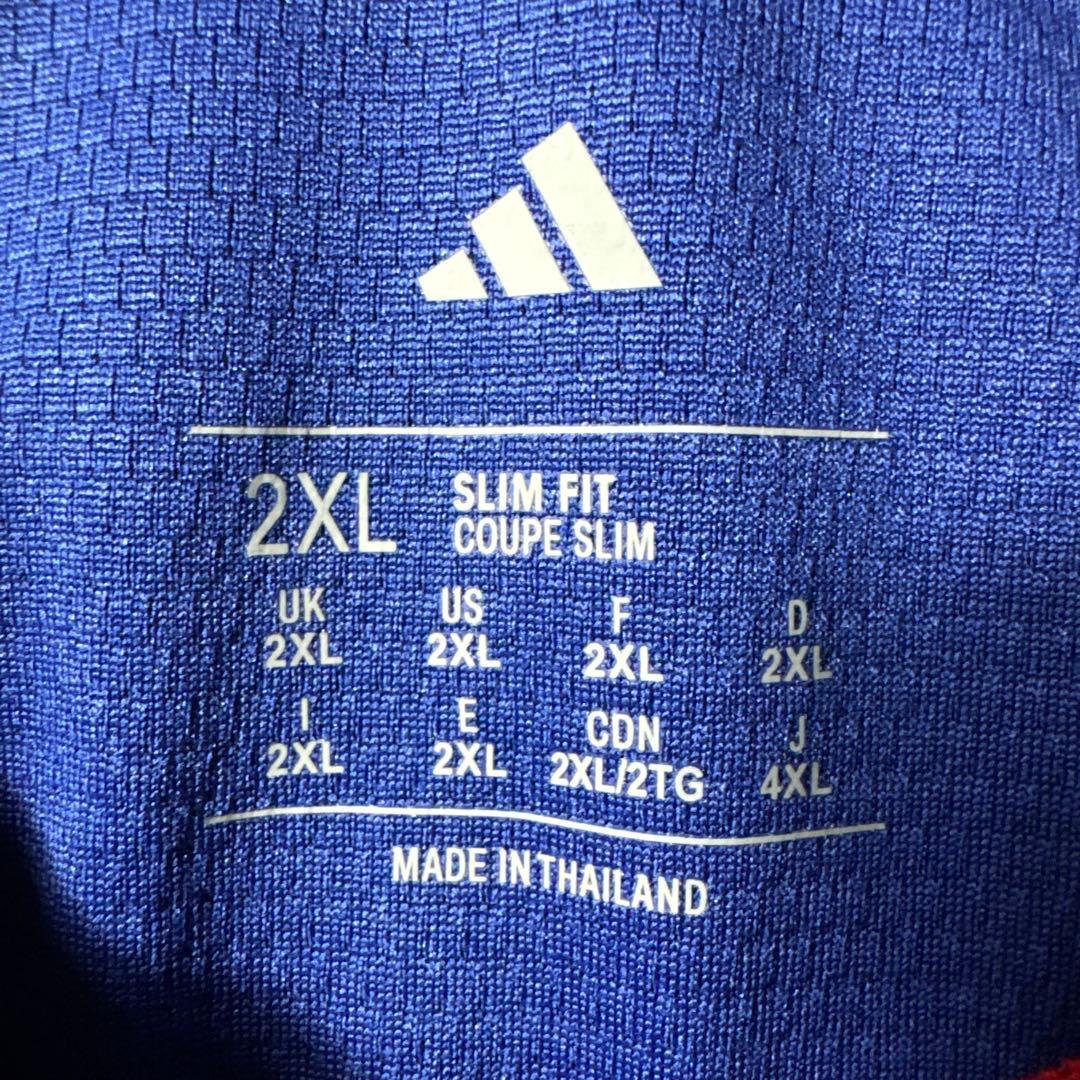 2XL SLIM FIT
COUPE SLIM
UK US F D
2XL 2XL 2XL 2XL
I E CDN J
2XL 2XL 2XL/2TG 4XL
MADE IN THAILAND